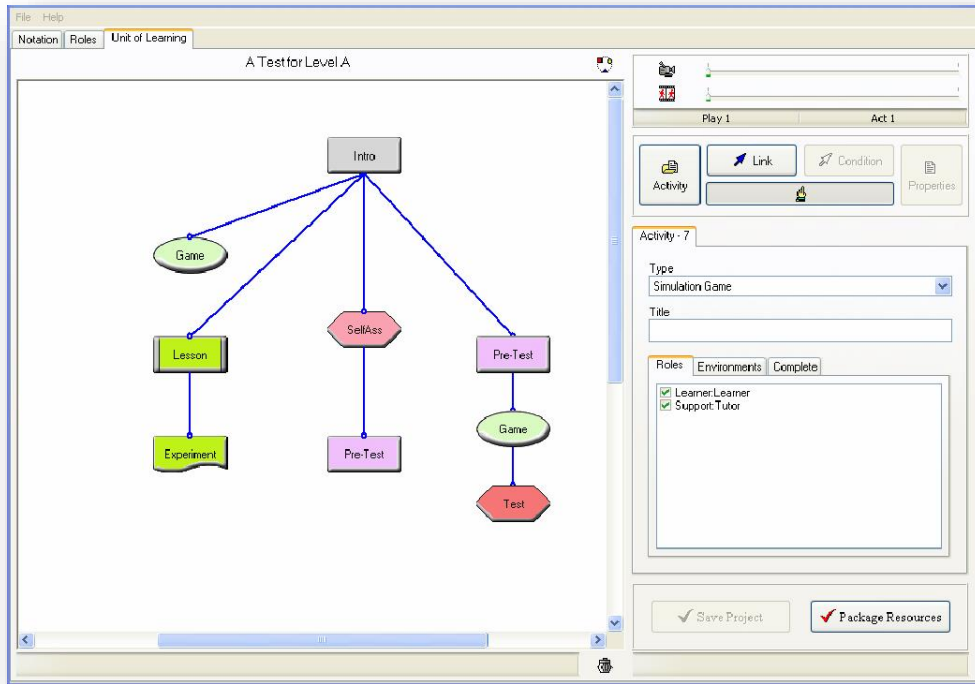 File Help
Notation Roles Unit of Learning
A Test for Level A
Play 1 Act 1
Intro
Game
Lesson
SelfAss
Pre-Test
Experiment
Pre-Test
Game
Test
Activity
Link
Condition
Properties
Activity - 7
Type
Simulation Game
Title
Roles Environments Complete
Learner:Learner
Support:Tutor
Save Project
Package Resources